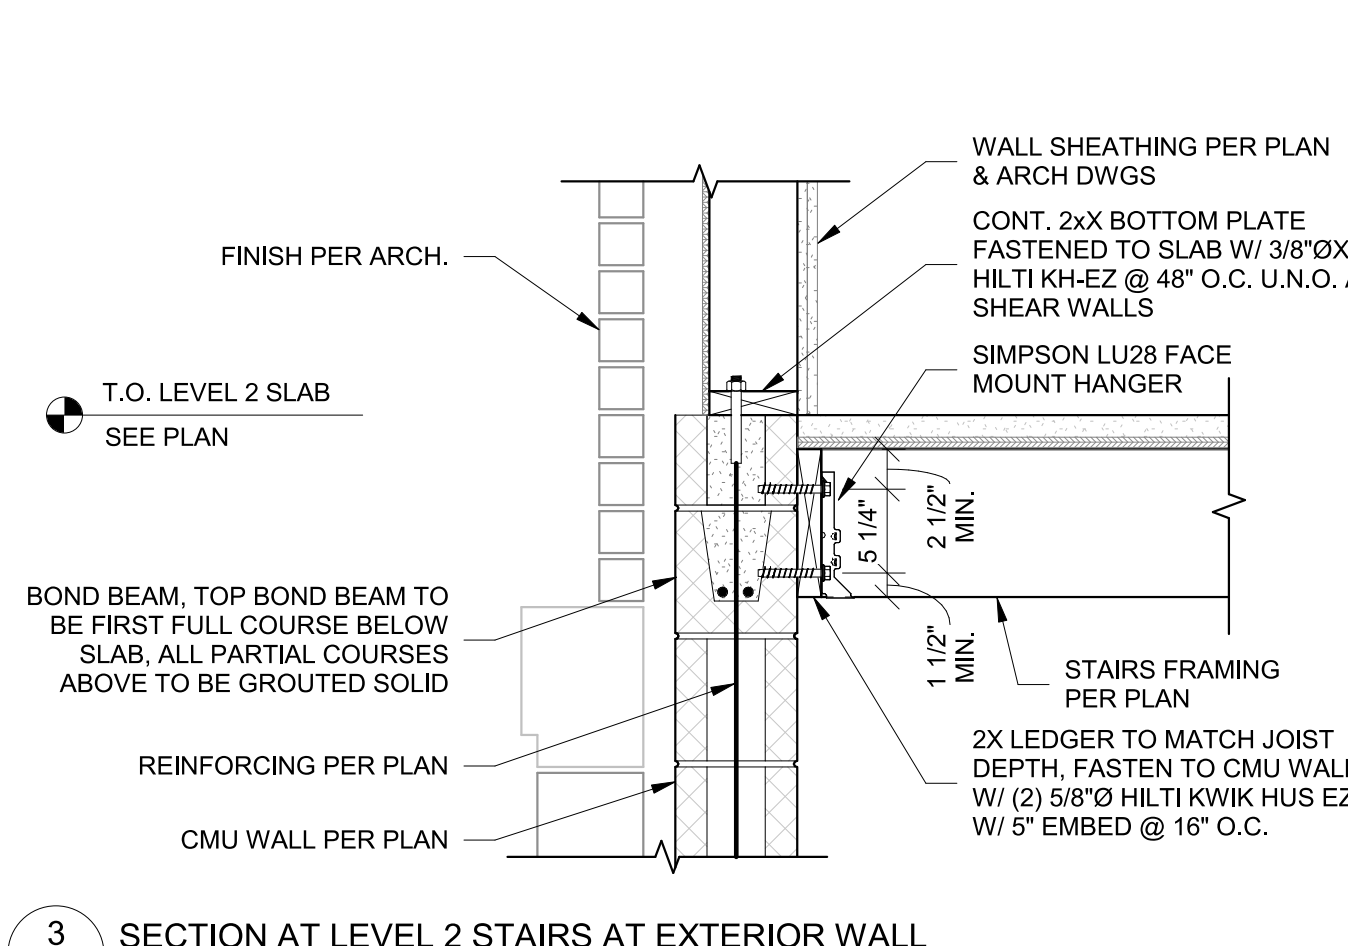 WALL SHEATHING PER PLAN
& ARCH DWGS
CONT. 2xX BOTTOM PLATE
FASTENED TO SLAB W/ 3/8"ØX
HILTI KH-EZ @ 48" O.C. U.N.O.
SHEAR WALLS
FINISH PER ARCH.
SIMPSON LU28 FACE
MOUNT HANGER
T.O. LEVEL 2 SLAB
SEE PLAN
5 1/4"
2 1/2"
MIN.
1 1/2"
MIN.
BOND BEAM, TOP BOND BEAM TO
BE FIRST FULL COURSE BELOW
SLAB, ALL PARTIAL COURSES
ABOVE TO BE GROUTED SOLID
STAIRS FRAMING
PER PLAN
REINFORCING PER PLAN
2X LEDGER TO MATCH JOIST
DEPTH, FASTEN TO CMU WALL
W/ (2) 5/8"Ø HILTI KWIK HUS EZ
W/ 5" EMBED @ 16" O.C.
CMU WALL PER PLAN
3
SECTION AT LEVEL 2 STAIRS AT EXTERIOR WALL